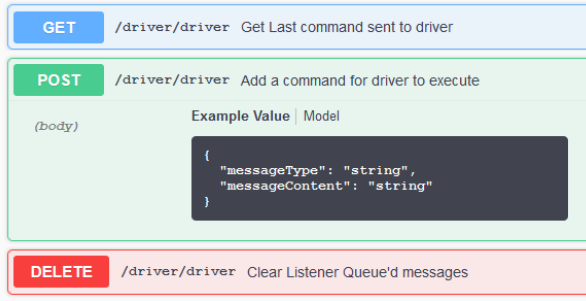 GET /driver/driver Get Last command sent to driver
POST /driver/driver Add a command for driver to execute
(body)
Example Value | Model
{
"messageType": "string",
"messageContent": "string"
}
DELETE /driver/driver Clear Listener Queue'd messages